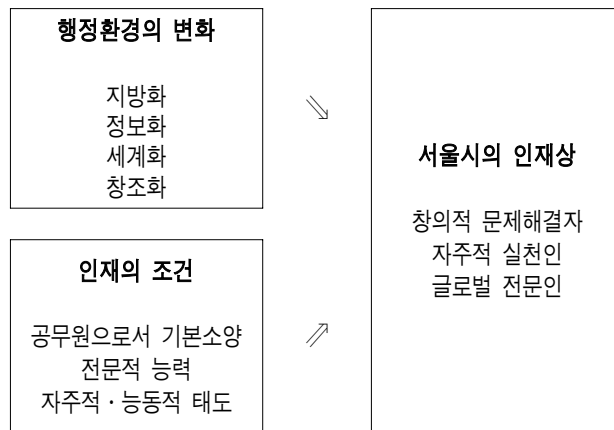 행정환경의 변화
지방화
정보화
세계화
창조화
인재의 조건
공무원으로서 기본소양
전문적 능력
자주적·능동적 태도
서울시의 인재상
창의적 문제해결자
자주적 실천인
글로벌 전문인